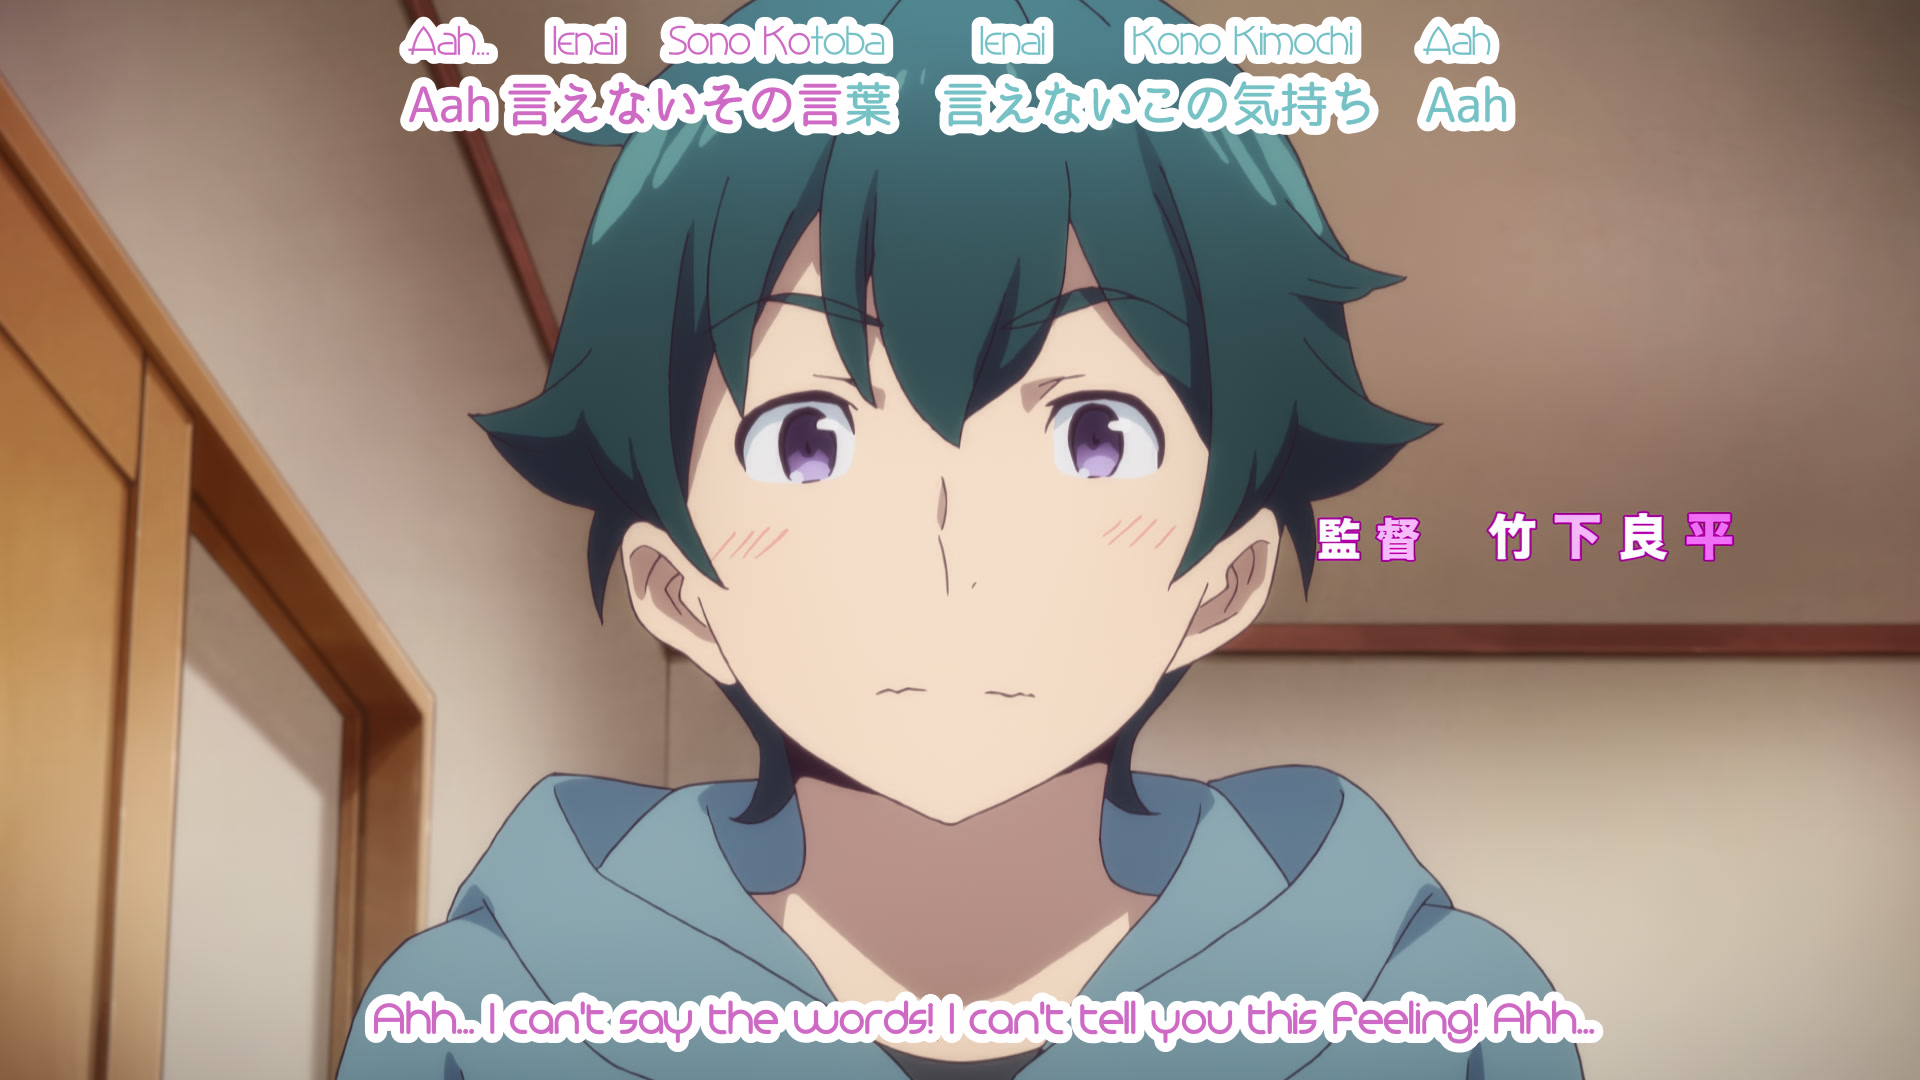 Aah... Ienai Sono Kotoba Ienai Kono Kimochi Aah
Aah 言えないその言葉 言えないこの気持ち Aah
監督 竹下良平
Ahh... I can't say the words! I can't tell you this feeling! Ahh...